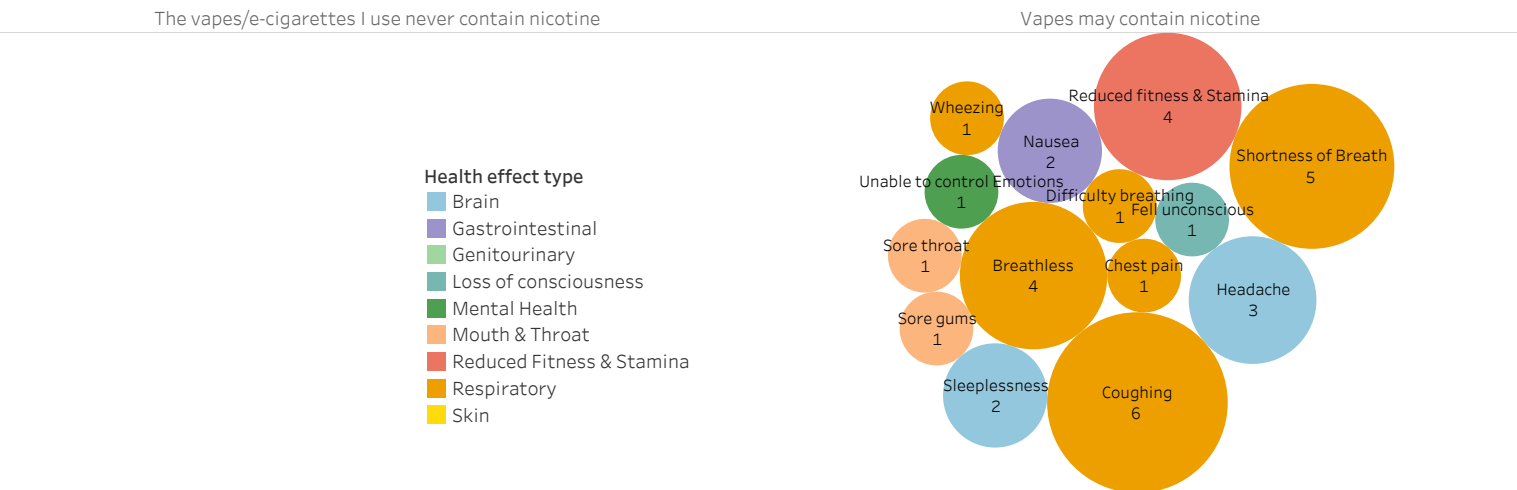 The vapes/e-cigarettes I use never contain nicotine
Vapes may contain nicotine
Health effect type
Brain
Gastrointestinal
Genitourinary
Loss of consciousness
Mental Health
Mouth & Throat
Reduced Fitness & Stamina
Respiratory
Skin
Reduced fitness & Stamina
4
Wheezing
1
Nausea
2
Shortness of Breath
5
Unable to control Emotions
1
Difficulty breathing
1
Fell unconscious
1
Sore throat
1
Breathless
4
Chest pain
1
Headache
3
Sore gums
1
Sleeplessness
2
Coughing
6